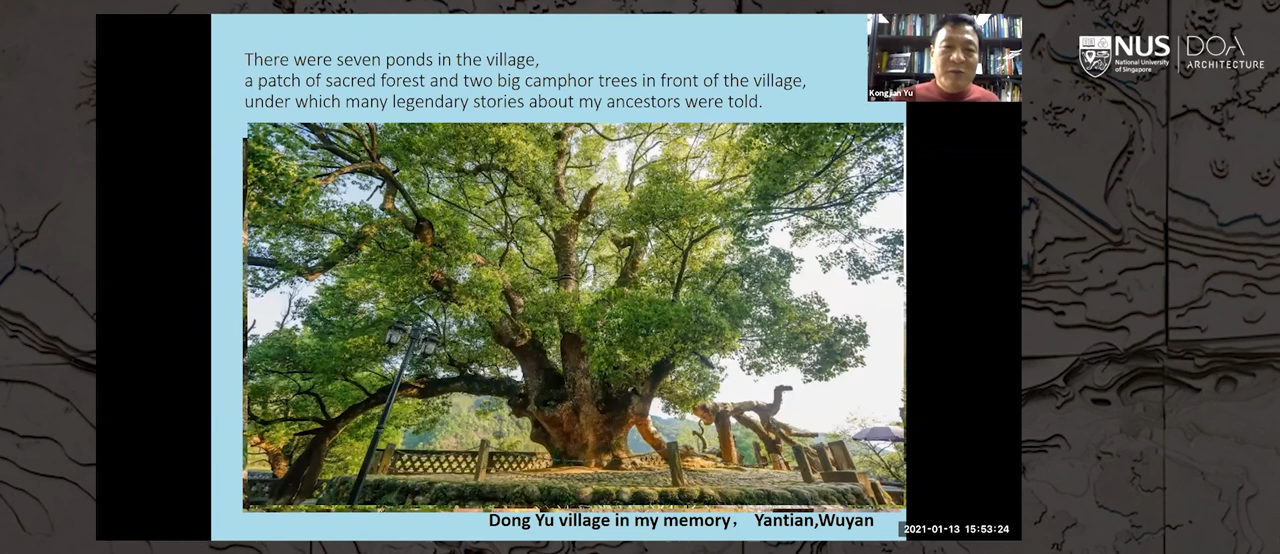 There were seven ponds in the village,
a patch of sacred forest and two big camphor trees in front of the village,
under which many legendary stories about my ancestors were told.
Kongjian Yu
NUS
National University
of Singapore
DOA
ARCHITECTURE
Dong Yu village in my memory， Yantian,Wuyan
2021-01-13 15:53:24